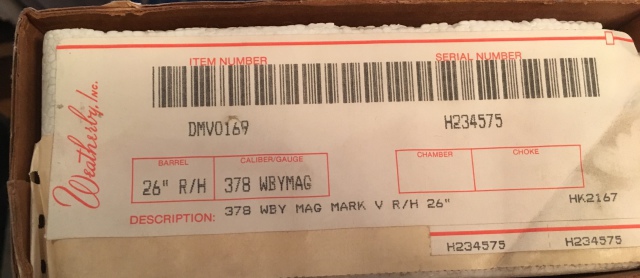 Weatherby, Inc.
ITEM NUMBER SERIAL NUMBER
DMV0169 H234575
BARREL CALIBER/GAUGE CHAMBER CHOKE
26" R/H 378 WBYMAG
HK2167
DESCRIPTION: 378 WBY MAG MARK V R/H 26"
H234575 H234575